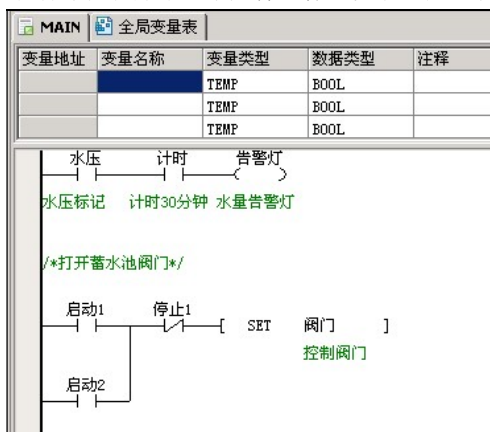 MAIN 全局变量表
变量地址 变量名称 变量类型 数据类型 注释
TEMP BOOL
TEMP BOOL
TEMP BOOL
水压 计时 告警灯
水压标记 计时30分钟 水量告警灯
/*打开蓄水池阀门*/
启动1 停止1
[ SET 阀门 ]
控制阀门
启动2